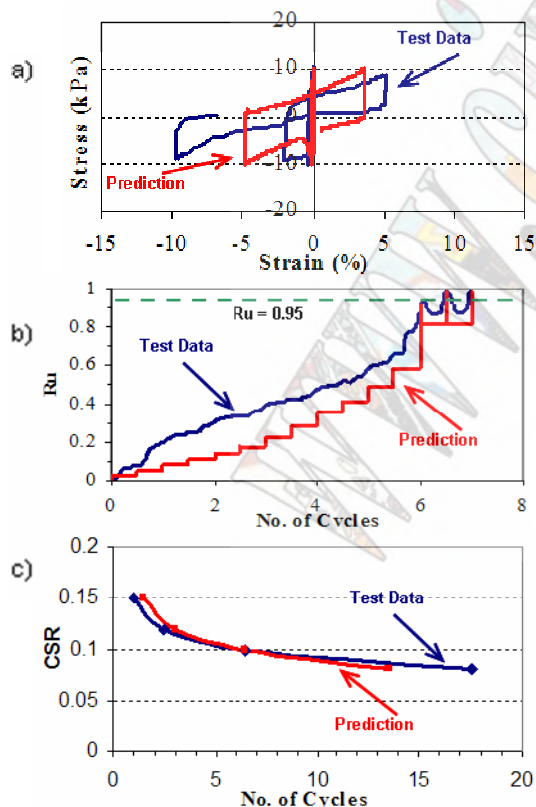 a)
Stress (kPa)
20
10
0
-10
-20
Test Data
Prediction
-15 -10 -5 0 5 10 15
Strain (%)
b)
Ru
1
0.8
0.6
0.4
0.2
0
Ru = 0.95
Test Data
Prediction
0 2 4 6 8
No. of Cycles
c)
CSR
0.2
0.15
0.1
0.05
0
Test Data
Prediction
0 5 10 15 20
No. of Cycles